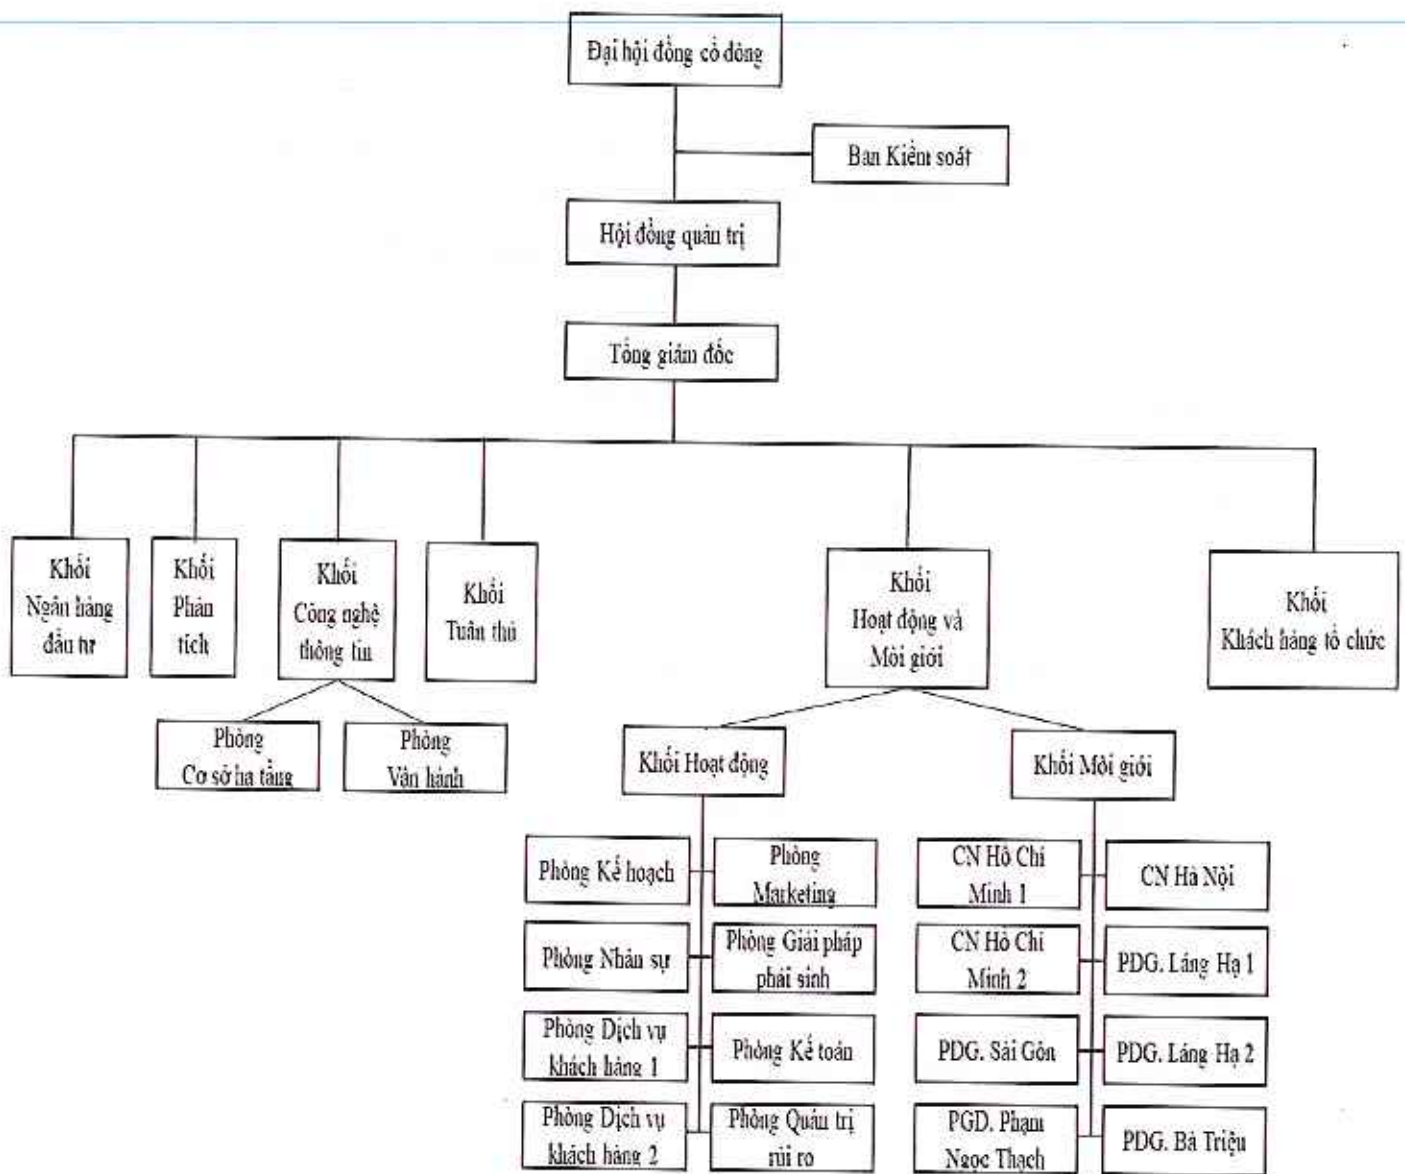 Đại hội đồng cổ đông
Ban Kiểm soát
Hội đồng quản trị
Tổng giám đốc
Khối
Ngân hàng
đầu tư
Khối
Phân
tích
Khối
Công nghệ
thông tin
Khối
Tuân thủ
Khối
Hoạt động và
Môi giới
Khối
Khách hàng tổ chức
Phòng
Cơ sở hạ tầng
Phòng
Vận hành
Khối Hoạt động
Khối Môi giới
Phòng Kế hoạch
Phòng
Marketing
CN Hồ Chí
Minh 1
CN Hà Nội
Phòng Nhân sự
Phòng Giải pháp
phái sinh
CN Hồ Chí
Minh 2
PDG. Láng Hạ 1
Phòng Dịch vụ
khách hàng 1
Phòng Kế toán
PDG. Sài Gòn
PDG. Láng Hạ 2
Phòng Dịch vụ
khách hàng 2
Phòng Quản trị
rủi ro
PGD. Phạm
Ngọc Thạch
PDG. Bà Triệu